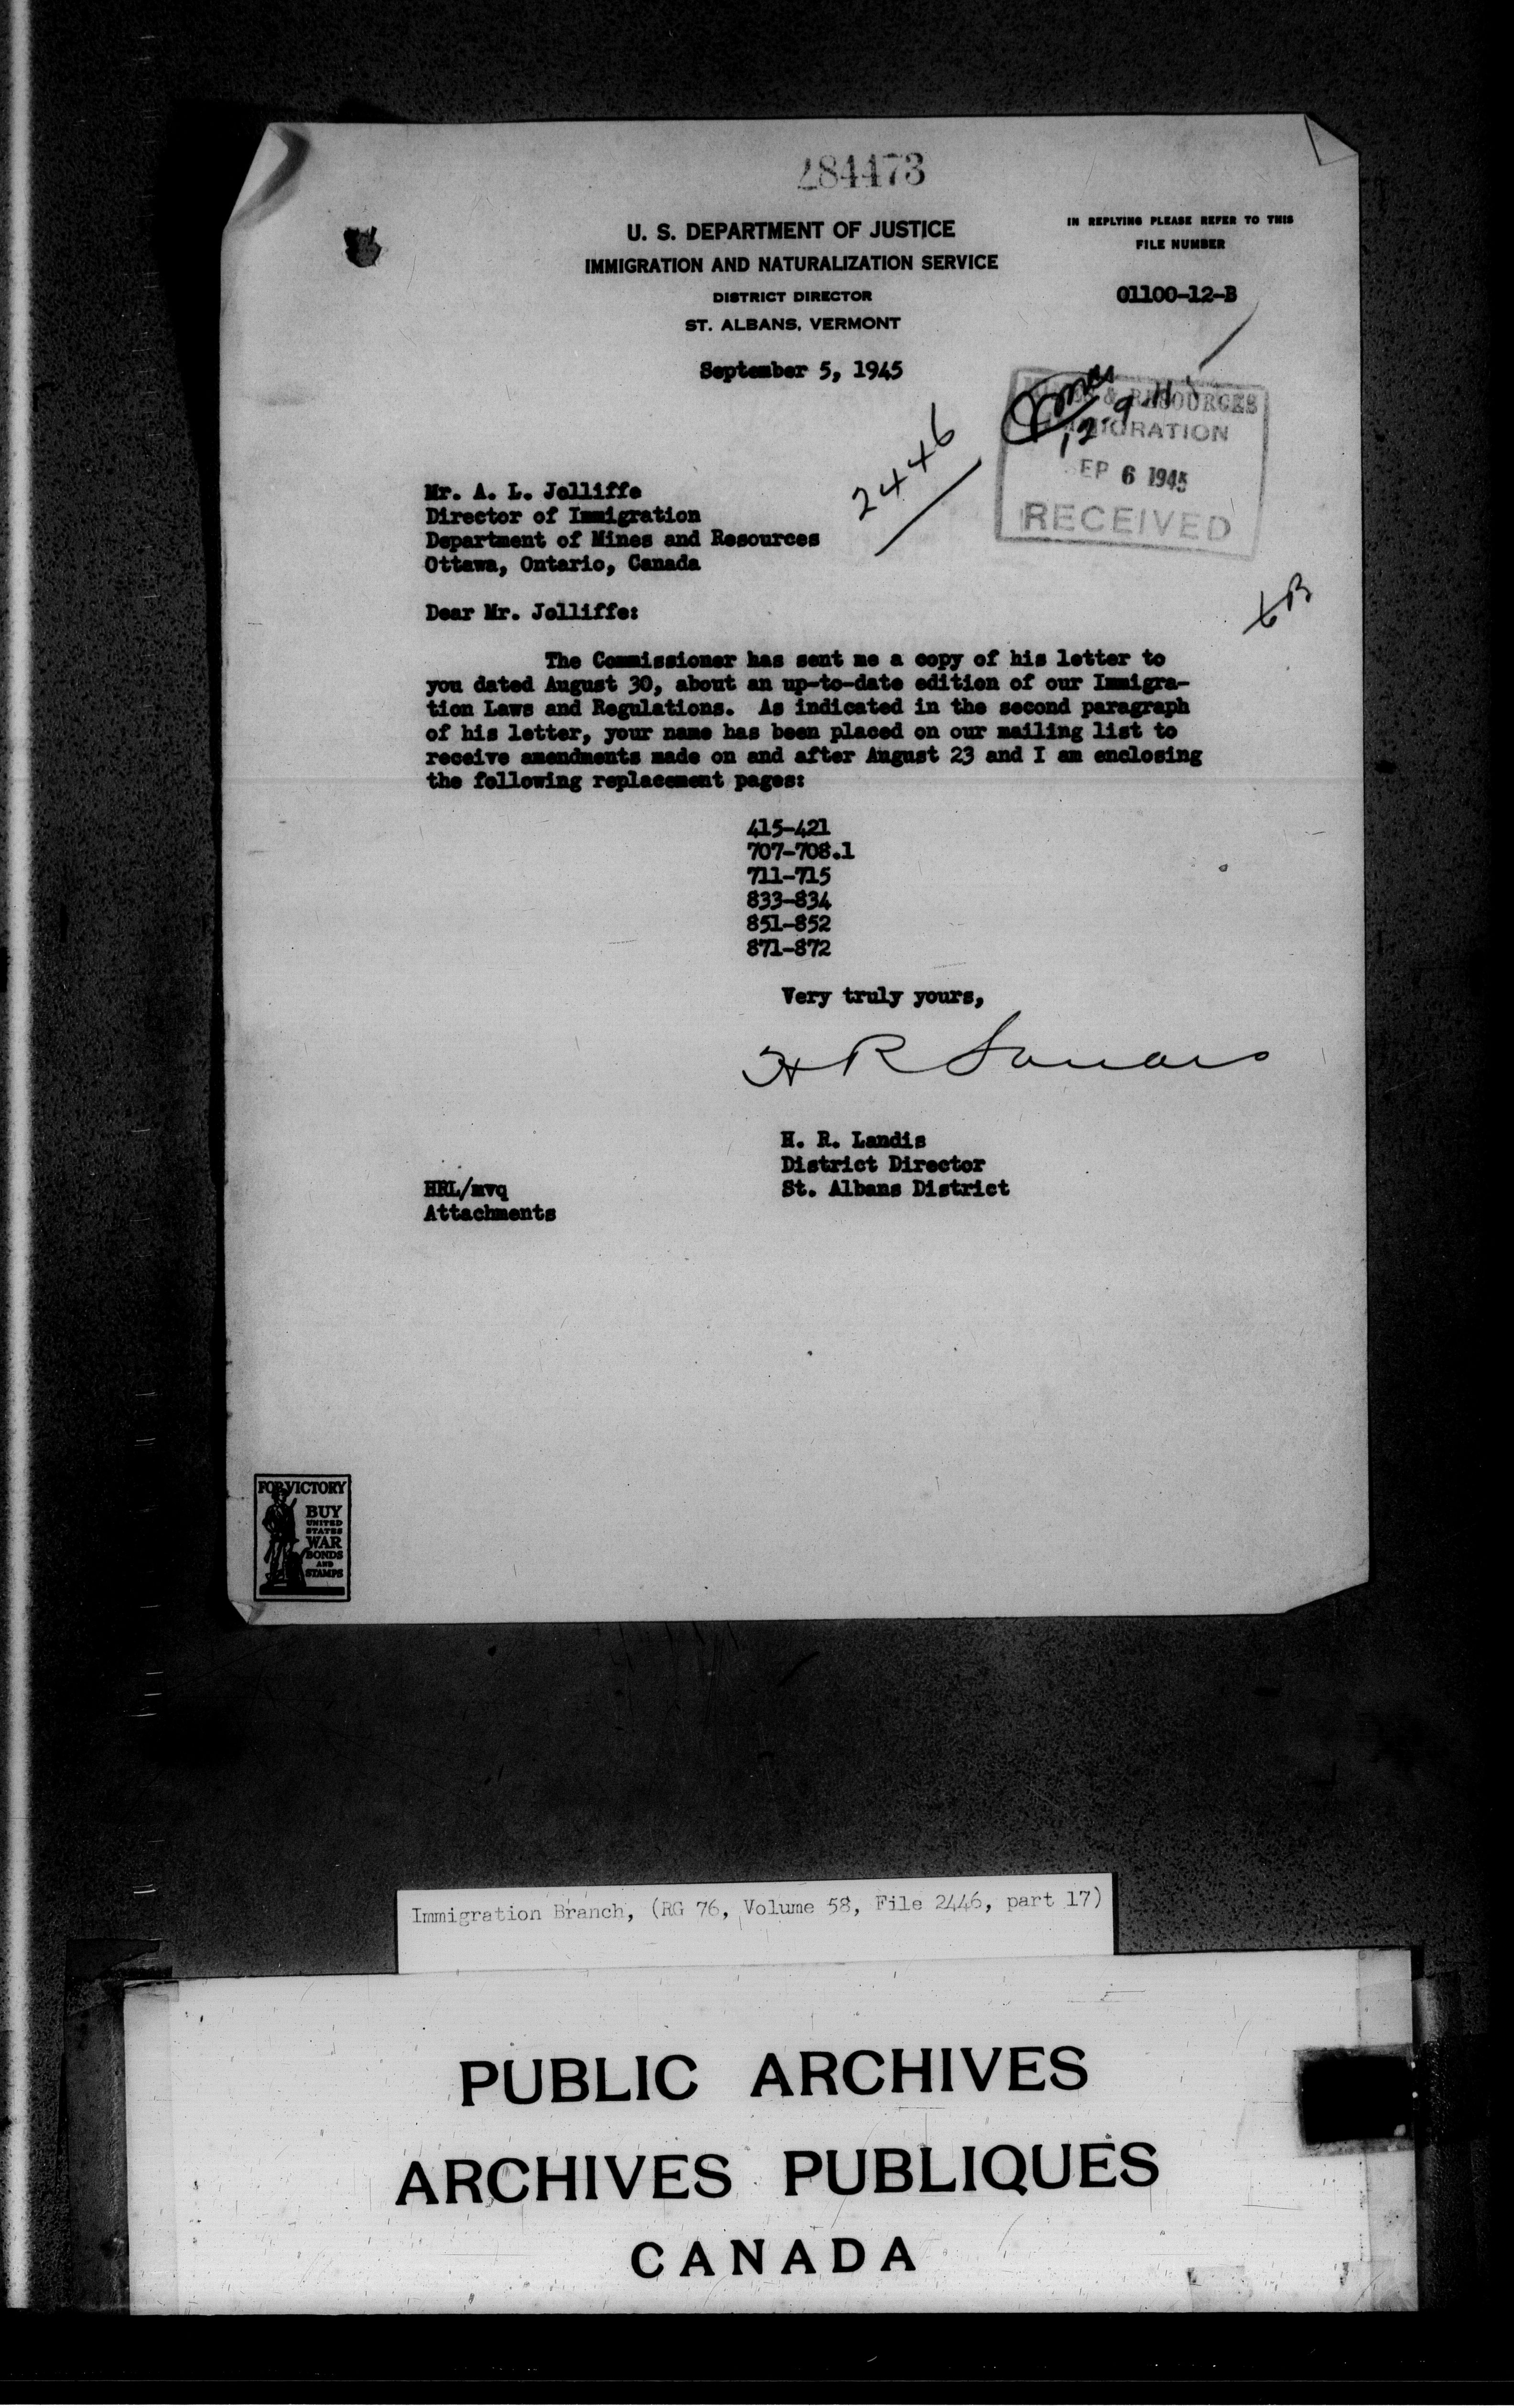 284473
U. S. DEPARTMENT OF JUSTICE
IMMIGRATION AND NATURALIZATION SERVICE
DISTRICT DIRECTOR
ST. ALBANS, VERMONT
IN REPLYING PLEASE REFER TO THIS
FILE NUMBER
01100-12-B
September 5, 1945
& RESOURCES
SEP 6 1945
RECEIVED
2446
Mr. A. L. Jolliffe
Director of Immigration
Department of Mines and Resources
Ottawa, Ontario, Canada
Dear Mr. Jolliffe:
The Commissioner has sent me a copy of his letter to
you dated August 30, about an up-to-date edition of our Immigra-
tion Laws and Regulations. As indicated in the second paragraph
of his letter, your name has been placed on our mailing list to
receive amendments made on and after August 23 and I am enclosing
the following replacement pages:
415-421
707-708.1
711-715
833-834
851-852
871-872
Very truly yours,
H R Landis
H. R. Landis
District Director
St. Albans District
HRL/mvq
Attachments
FOR VICTORY
BUY
UNITED
STATES
WAR
BONDS
AND
STAMPS
Immigration Branch, (RG 76, Volume 58, File 2446, part 17)
PUBLIC ARCHIVES
ARCHIVES PUBLIQUES
CANADA